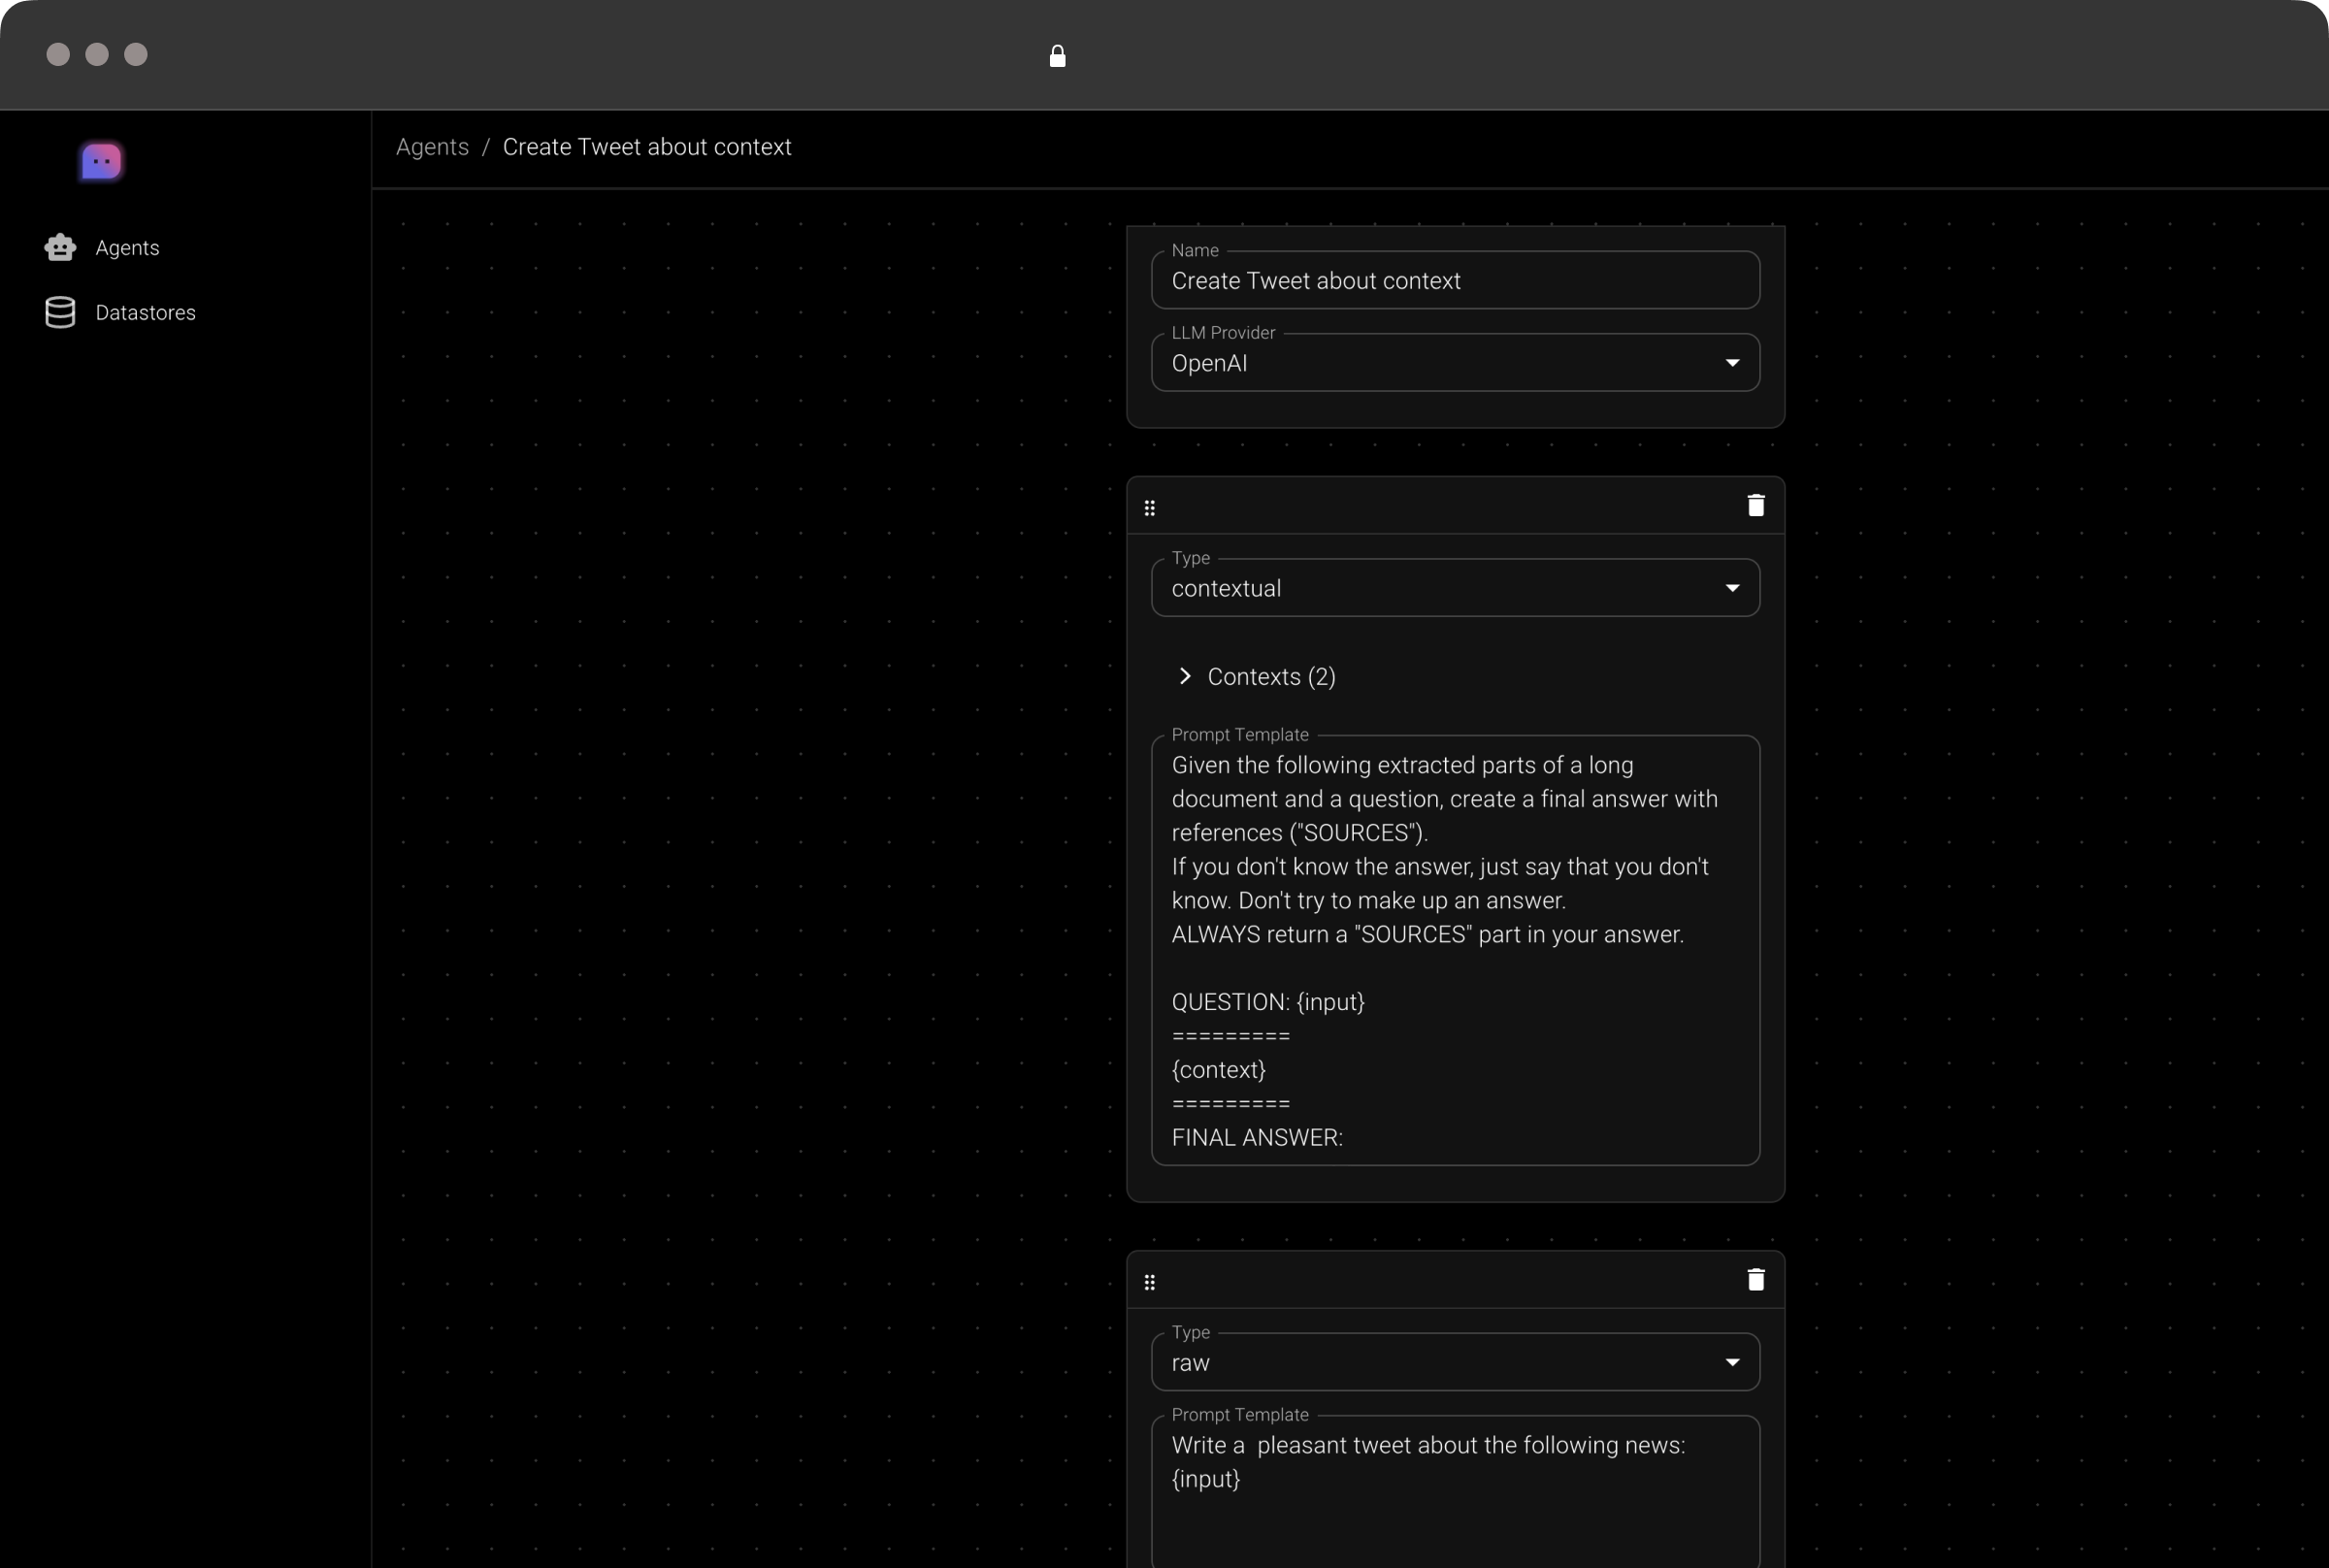 Agents / Create Tweet about context
Agents
Datastores
Name
Create Tweet about context
LLM Provider
OpenAI
Type
contextual
Contexts (2)
Prompt Template
Given the following extracted parts of a long
document and a question, create a final answer with
references ("SOURCES").
If you don't know the answer, just say that you don't
know. Don't try to make up an answer.
ALWAYS return a "SOURCES" part in your answer.
QUESTION: {input}
=========
{context}
=========
FINAL ANSWER:
Type
raw
Prompt Template
Write a  pleasant tweet about the following news:
{input}